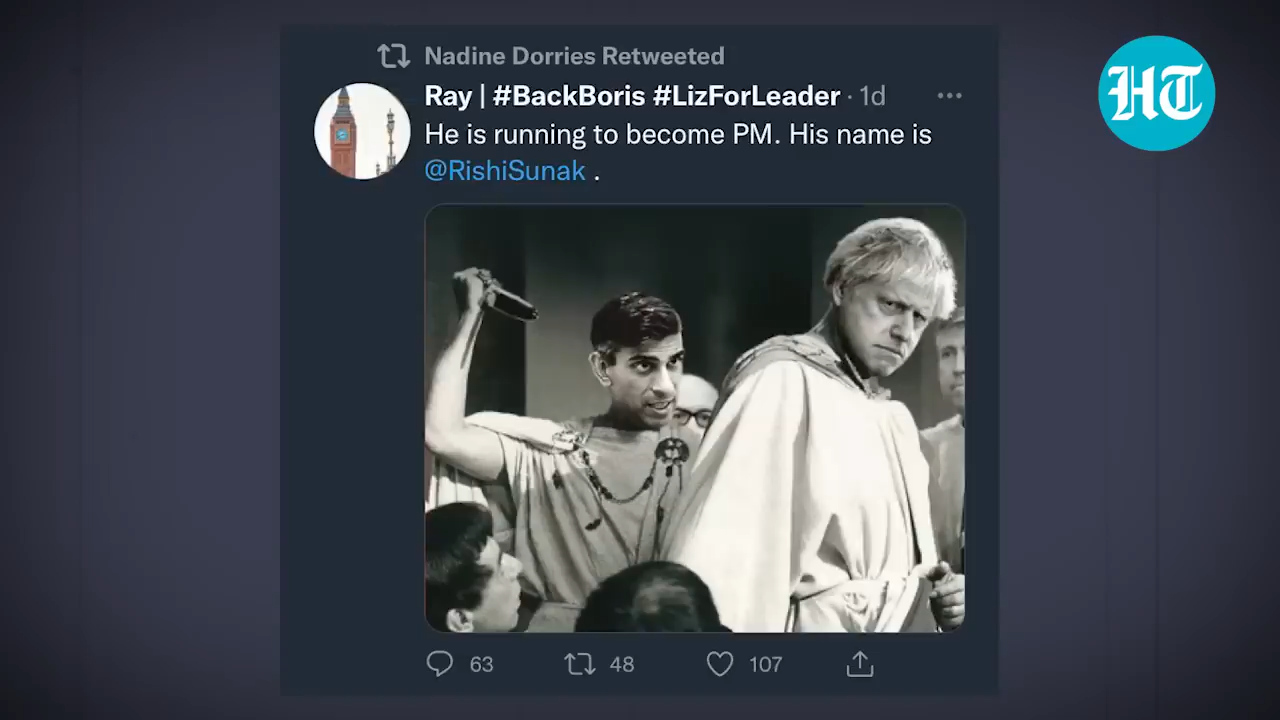 Nadine Dorries Retweeted
Ray | #BackBoris #LizForLeader · 1d
He is running to become PM. His name is
@RishiSunak .
63 48 107
HT